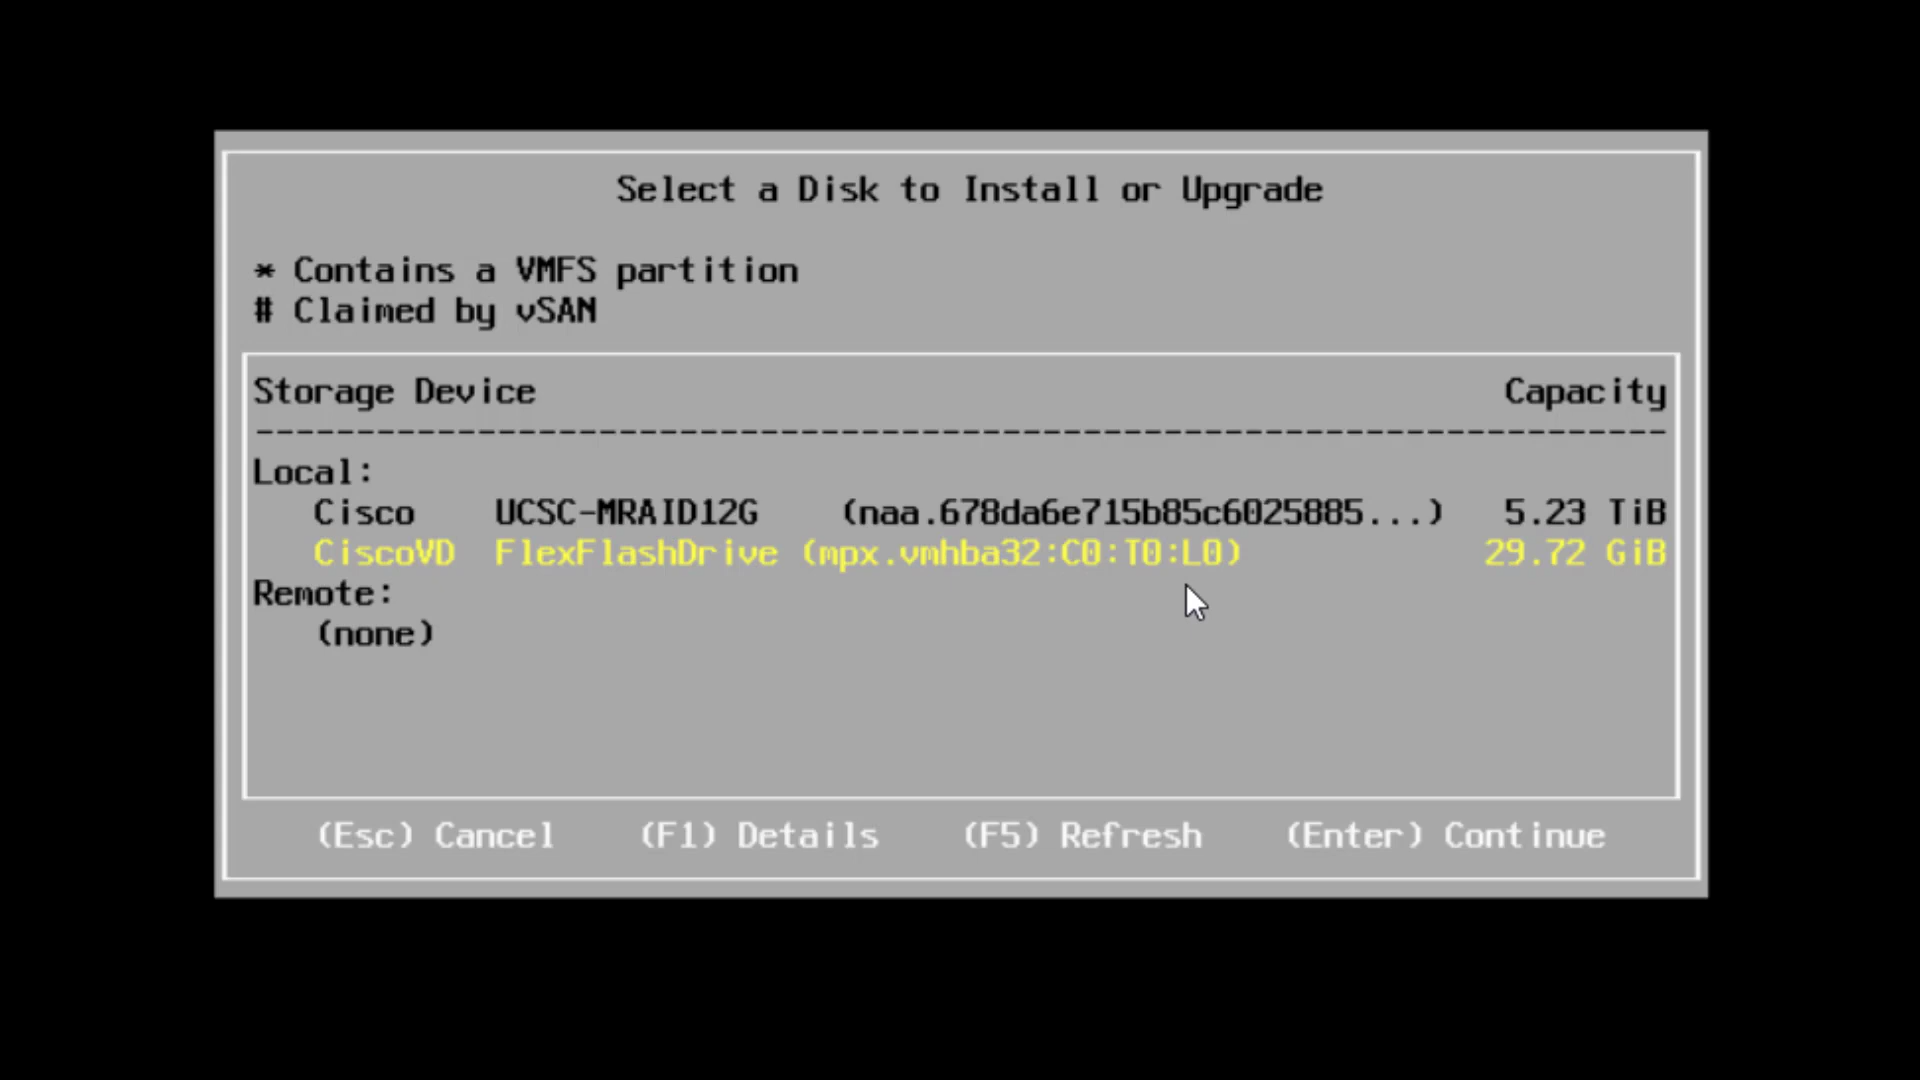 Select a Disk to Install or Upgrade
* Contains a VMFS partition
# Claimed by vSAN
Storage Device Capacity
----------------------------------------------------------------------
Local:
Cisco UCSC-MRAID12G (naa.678da6e715b85c6025885...) 5.23 TiB
CiscoVD FlexFlashDrive (mpx.vmhba32:C0:T0:L0) 29.72 GiB
Remote:
(none)
(Esc) Cancel (F1) Details (F5) Refresh (Enter) Continue